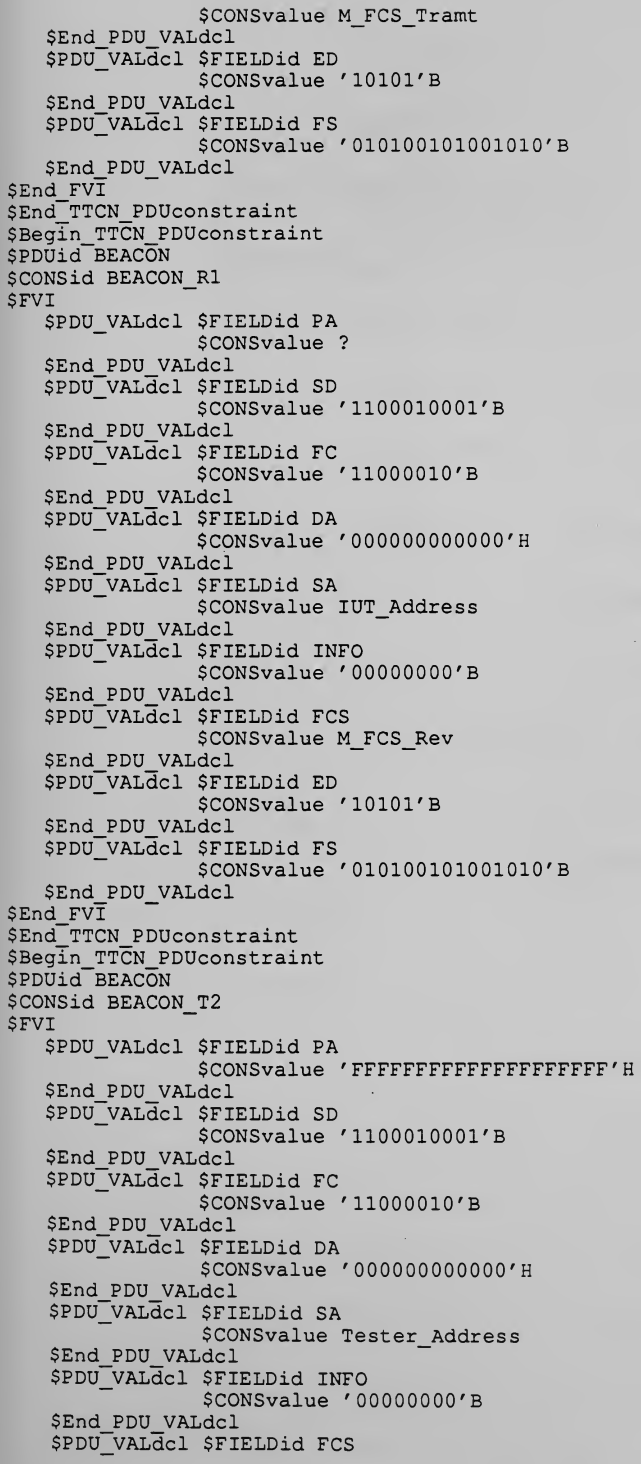 $CONSvalue M_FCS_Tramt
$End_PDU_VALdcl
$PDU_VALdcl $FIELDid ED
$CONSvalue '10101'B
$End_PDU_VALdcl
$PDU_VALdcl $FIELDid FS
$CONSvalue '010100101001010'B
$End_PDU_VALdcl
$End_FVI
$End_TTCN_PDUconstraint
$Begin_TTCN_PDUconstraint
$PDUid BEACON
$CONSid BEACON_R1
$FVI
$PDU_VALdcl $FIELDid PA
$CONSvalue ?
$End_PDU_VALdcl
$PDU_VALdcl $FIELDid SD
$CONSvalue '1100010001'B
$End_PDU_VALdcl
$PDU_VALdcl $FIELDid FC
$CONSvalue '11000010'B
$End_PDU_VALdcl
$PDU_VALdcl $FIELDid DA
$CONSvalue '000000000000'H
$End_PDU_VALdcl
$PDU_VALdcl $FIELDid SA
$CONSvalue IUT_Address
$End_PDU_VALdcl
$PDU_VALdcl $FIELDid INFO
$CONSvalue '00000000'B
$End_PDU_VALdcl
$PDU_VALdcl $FIELDid FCS
$CONSvalue M_FCS_Rev
$End_PDU_VALdcl
$PDU_VALdcl $FIELDid ED
$CONSvalue '10101'B
$End_PDU_VALdcl
$PDU_VALdcl $FIELDid FS
$CONSvalue '010100101001010'B
$End_PDU_VALdcl
$End_FVI
$End_TTCN_PDUconstraint
$Begin_TTCN_PDUconstraint
$PDUid BEACON
$CONSid BEACON_T2
$FVI
$PDU_VALdcl $FIELDid PA
$CONSvalue 'FFFFFFFFFFFFFFFFFFFF'H
$End_PDU_VALdcl
$PDU_VALdcl $FIELDid SD
$CONSvalue '1100010001'B
$End_PDU_VALdcl
$PDU_VALdcl $FIELDid FC
$CONSvalue '11000010'B
$End_PDU_VALdcl
$PDU_VALdcl $FIELDid DA
$CONSvalue '000000000000'H
$End_PDU_VALdcl
$PDU_VALdcl $FIELDid SA
$CONSvalue Tester_Address
$End_PDU_VALdcl
$PDU_VALdcl $FIELDid INFO
$CONSvalue '00000000'B
$End_PDU_VALdcl
$PDU_VALdcl $FIELDid FCS